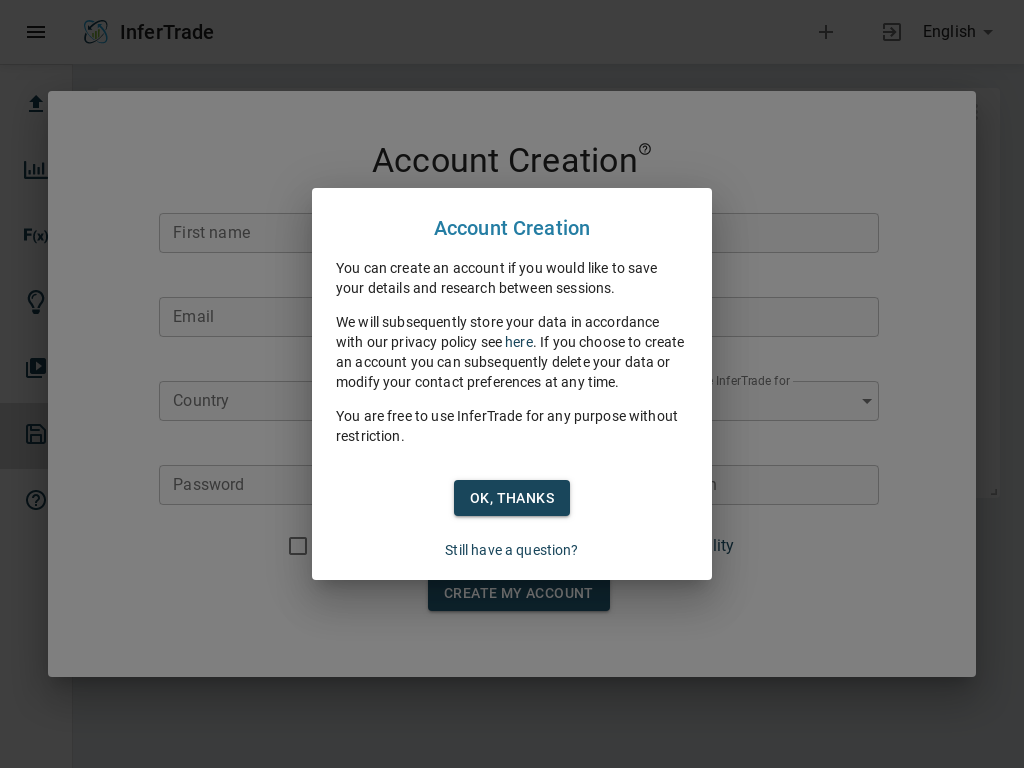 InferTrade
English
Account Creation
First name
Email
Country
InferTrade for
Password
F(x)
Account Creation
You can create an account if you would like to save
your details and research between sessions.
We will subsequently store your data in accordance
with our privacy policy see here. If you choose to create
an account you can subsequently delete your data or
modify your contact preferences at any time.
You are free to use InferTrade for any purpose without
restriction.
OK, THANKS
Still have a question?
CREATE MY ACCOUNT